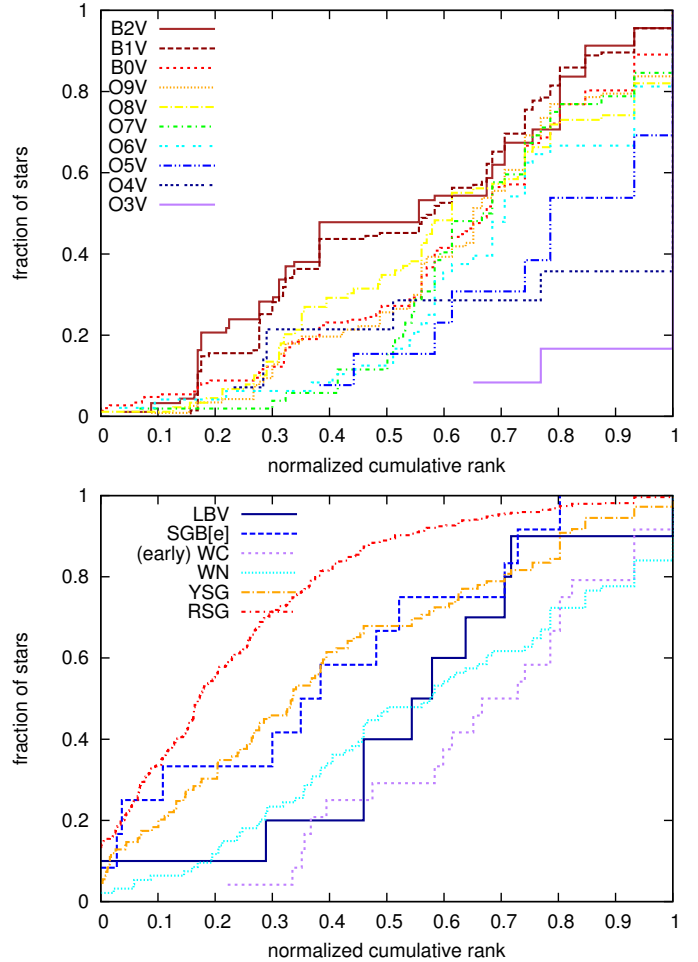 1
0.8
0.6
0.4
0.2
0
fraction of stars
B2V
B1V
B0V
O9V
O8V
O7V
O6V
O5V
O4V
O3V
0 0.1 0.2 0.3 0.4 0.5 0.6 0.7 0.8 0.9 1
normalized cumulative rank
1
0.8
0.6
0.4
0.2
0
fraction of stars
LBV
SGB[e]
(early) WC
WN
YSG
RSG
0 0.1 0.2 0.3 0.4 0.5 0.6 0.7 0.8 0.9 1
normalized cumulative rank